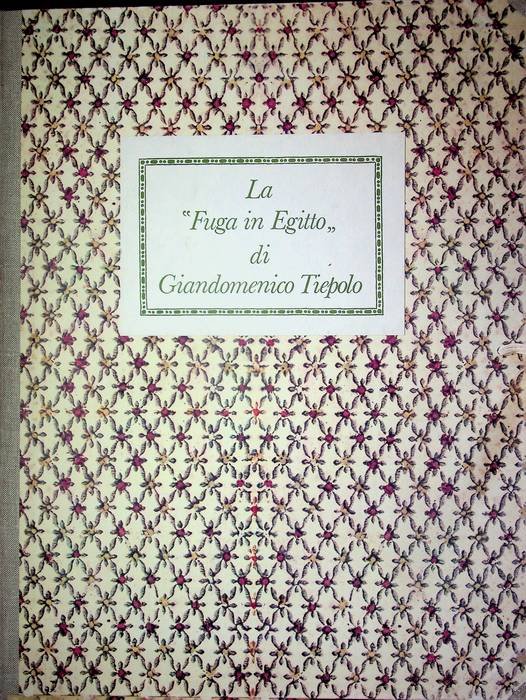 La
‟Fuga in Egitto„
di
Giandomenico Tiepolo